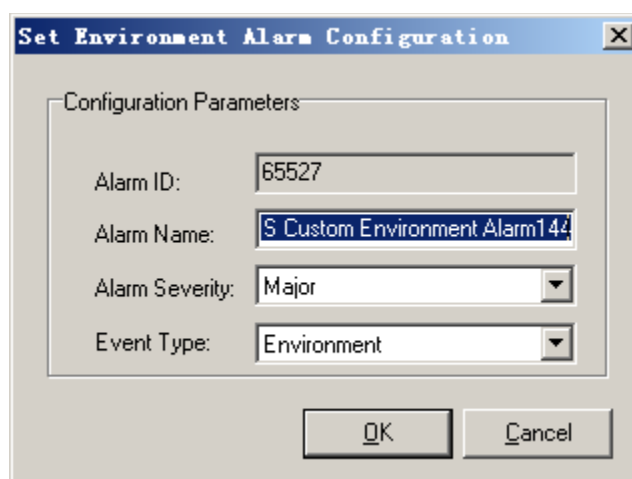 Set Environment Alarm Configuration
Configuration Parameters
Alarm ID: 65527
Alarm Name: S Custom Environment Alarm144
Alarm Severity: Major
Event Type: Environment
OK Cancel